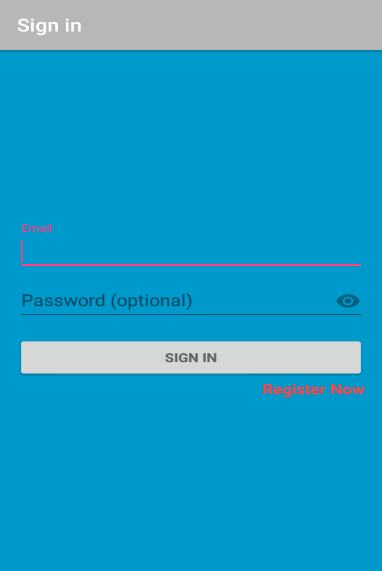 Sign in
Email
Password (optional)
SIGN IN
Register Now